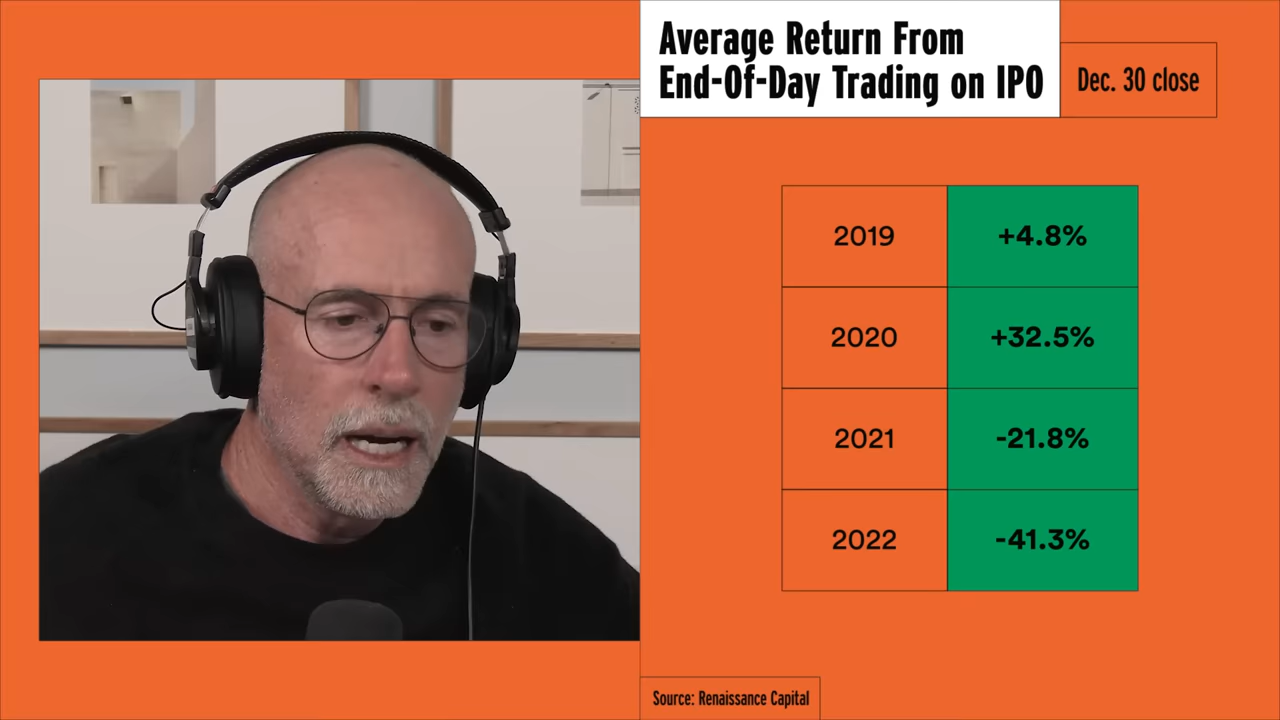 Average Return From
End-Of-Day Trading on IPO
Dec. 30 close
2019 +4.8%
2020 +32.5%
2021 -21.8%
2022 -41.3%
Source: Renaissance Capital